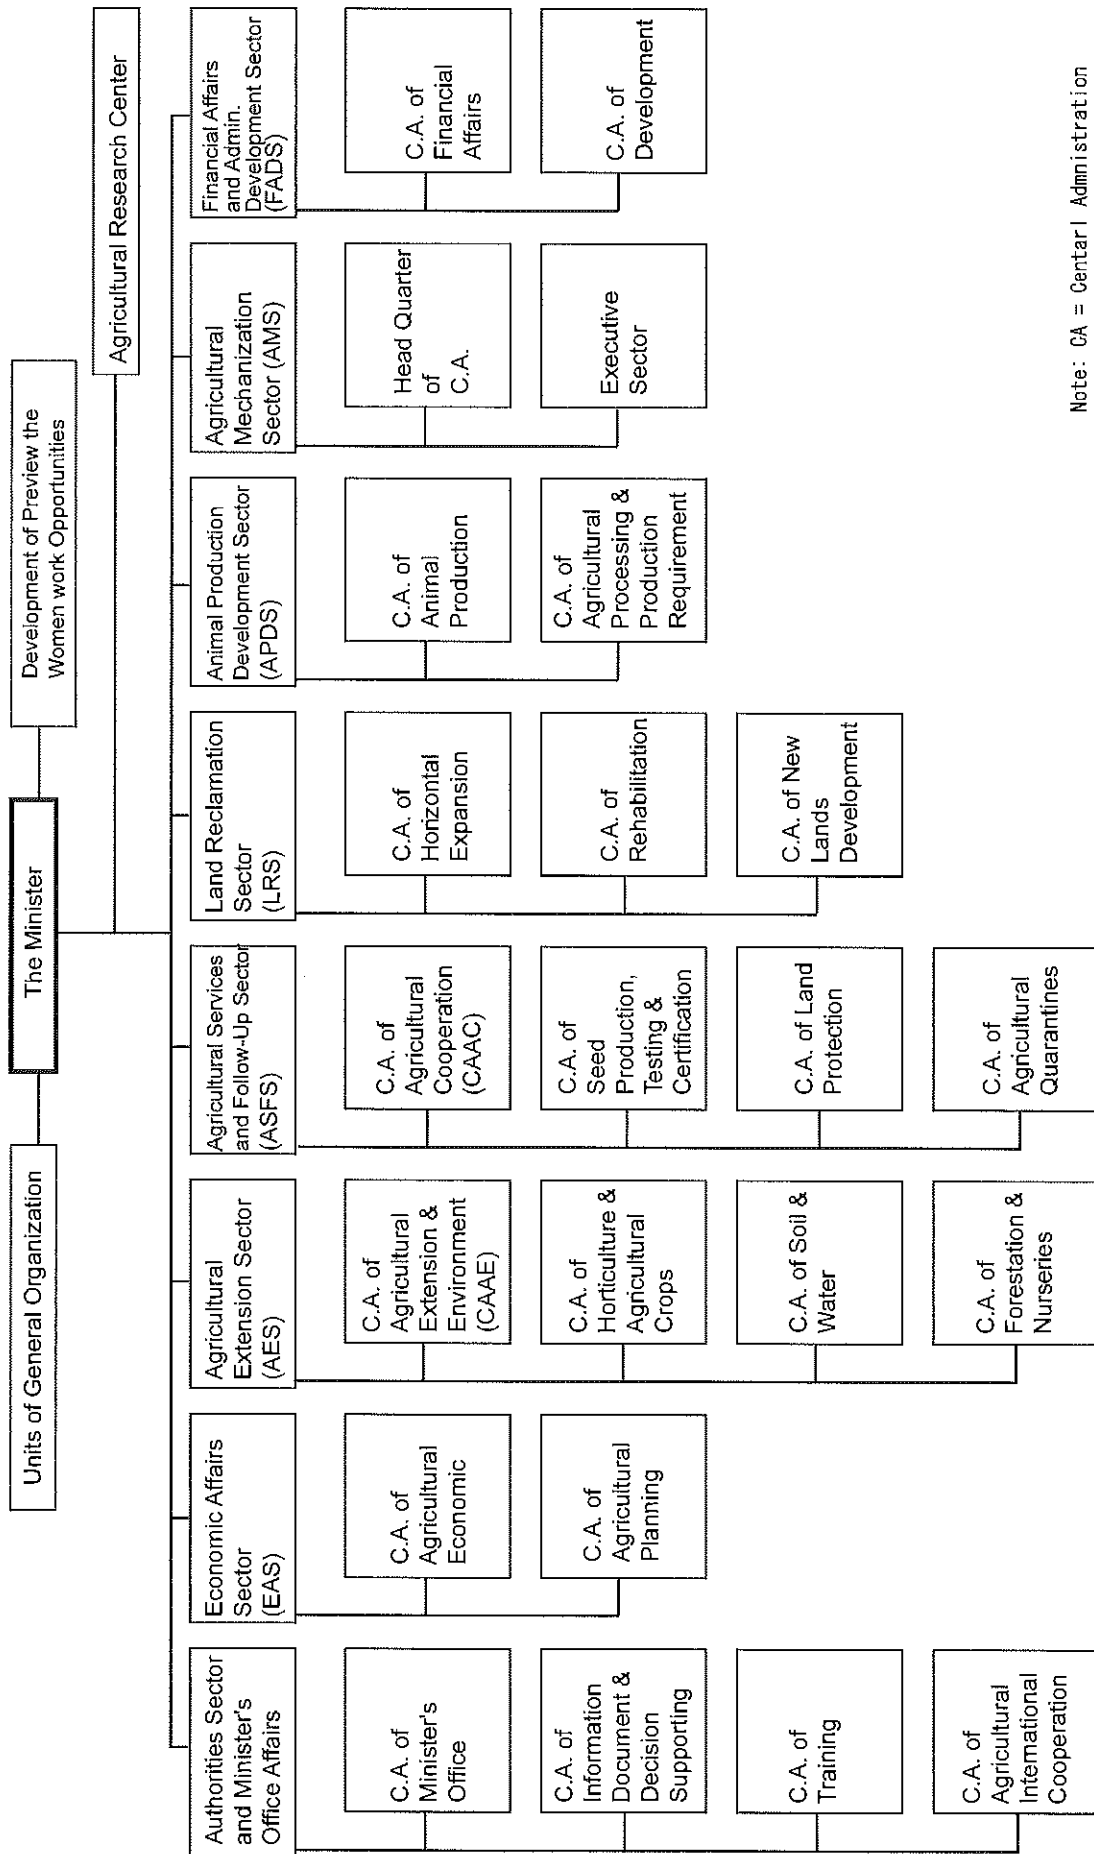 Units of General Organization
The Minister
Development of Preview the
Women work Opportunities
Agricultural Research Center
Authorities Sector
and Minister's
Office Affairs
C.A. of
Minister's
Office
C.A. of
Information
Document &
Decision
Supporting
C.A. of
Training
C.A. of
Agricultural
International
Cooperation
Economic Affairs
Sector
(EAS)
C.A. of
Agricultural
Economic
C.A. of
Agricultural
Planning
Agricultural
Extension Sector
(AES)
C.A. of
Agricultural
Extension &
Environment
(CAAE)
C.A. of
Horticulture &
Agricultural
Crops
C.A. of Soil &
Water
C.A. of
Forestation &
Nurseries
Agricultural Services
and Follow-Up Sector
(ASFS)
C.A. of
Agricultural
Cooperation
(CAAC)
C.A. of
Seed
Production,
Testing &
Certification
C.A. of Land
Protection
C.A. of
Agricultural
Quarantines
Land Reclamation
Sector
(LRS)
C.A. of
Horizontal
Expansion
C.A. of
Rehabilitation
C.A. of New
Lands
Development
Animal Production
Development Sector
(APDS)
C.A. of
Animal
Production
C.A. of
Agricultural
Processing &
Production
Requirement
Agricultural
Mechanization
Sector (AMS)
Head Quarter
of
C.A.
Executive
Sector
Financial Affairs
and Admin.
Development Sector
(FADS)
C.A. of
Financial
Affairs
C.A. of
Development
Note: CA = Centarl Admnistration